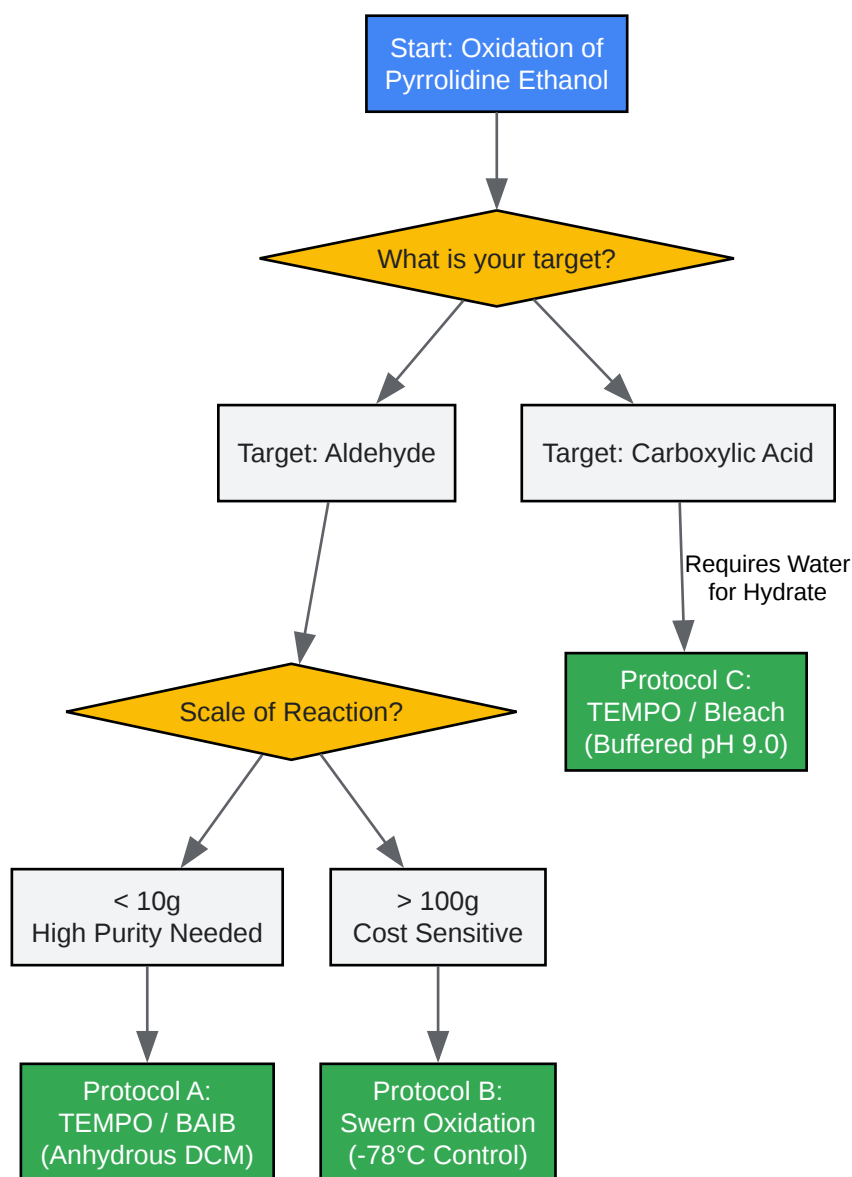 Start: Oxidation of
Pyrrolidine Ethanol
What is your target?
Target: Aldehyde
Target: Carboxylic Acid
Requires Water
for Hydrate
Scale of Reaction?
Protocol C:
TEMPO / Bleach
(Buffered pH 9.0)
< 10g
High Purity Needed
> 100g
Cost Sensitive
Protocol A:
TEMPO / BAIB
(Anhydrous DCM)
Protocol B:
Swern Oxidation
(-78°C Control)